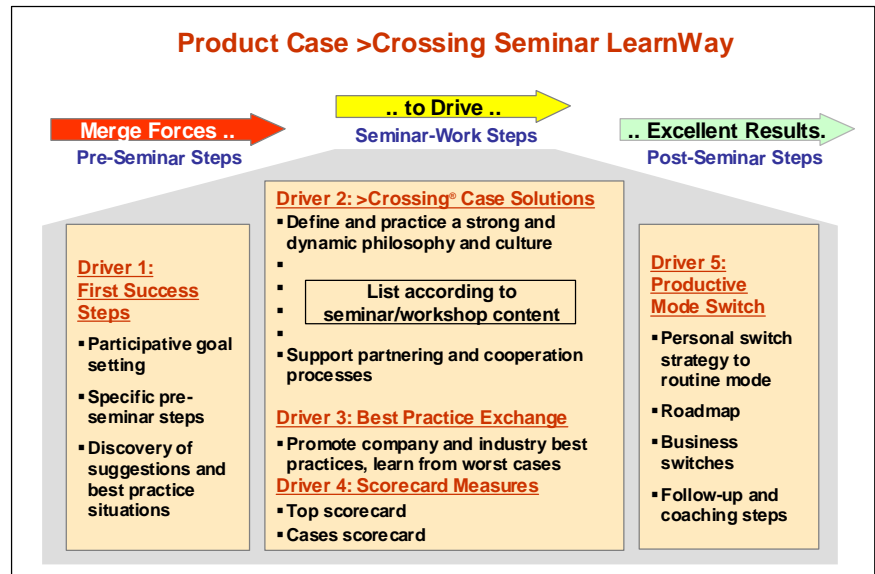 Product Case >Crossing Seminar LearnWay
Merge Forces ..
Pre-Seminar Steps
.. to Drive ..
Seminar-Work Steps
.. Excellent Results.
Post-Seminar Steps
Driver 1:
First Success
Steps
▪ Participative goal
setting
▪ Specific pre-
seminar steps
▪ Discovery of
suggestions and
best practice
situations
Driver 2: >Crossing® Case Solutions
▪ Define and practice a strong and
dynamic philosophy and culture
▪
▪
▪
▪
List according to
seminar/workshop content
▪ Support partnering and cooperation
processes
Driver 3: Best Practice Exchange
▪ Promote company and industry best
practices, learn from worst cases
Driver 4: Scorecard Measures
▪ Top scorecard
▪ Cases scorecard
Driver 5:
Productive
Mode Switch
▪ Personal switch
strategy to
routine mode
▪ Roadmap
▪ Business
switches
▪ Follow-up and
coaching steps